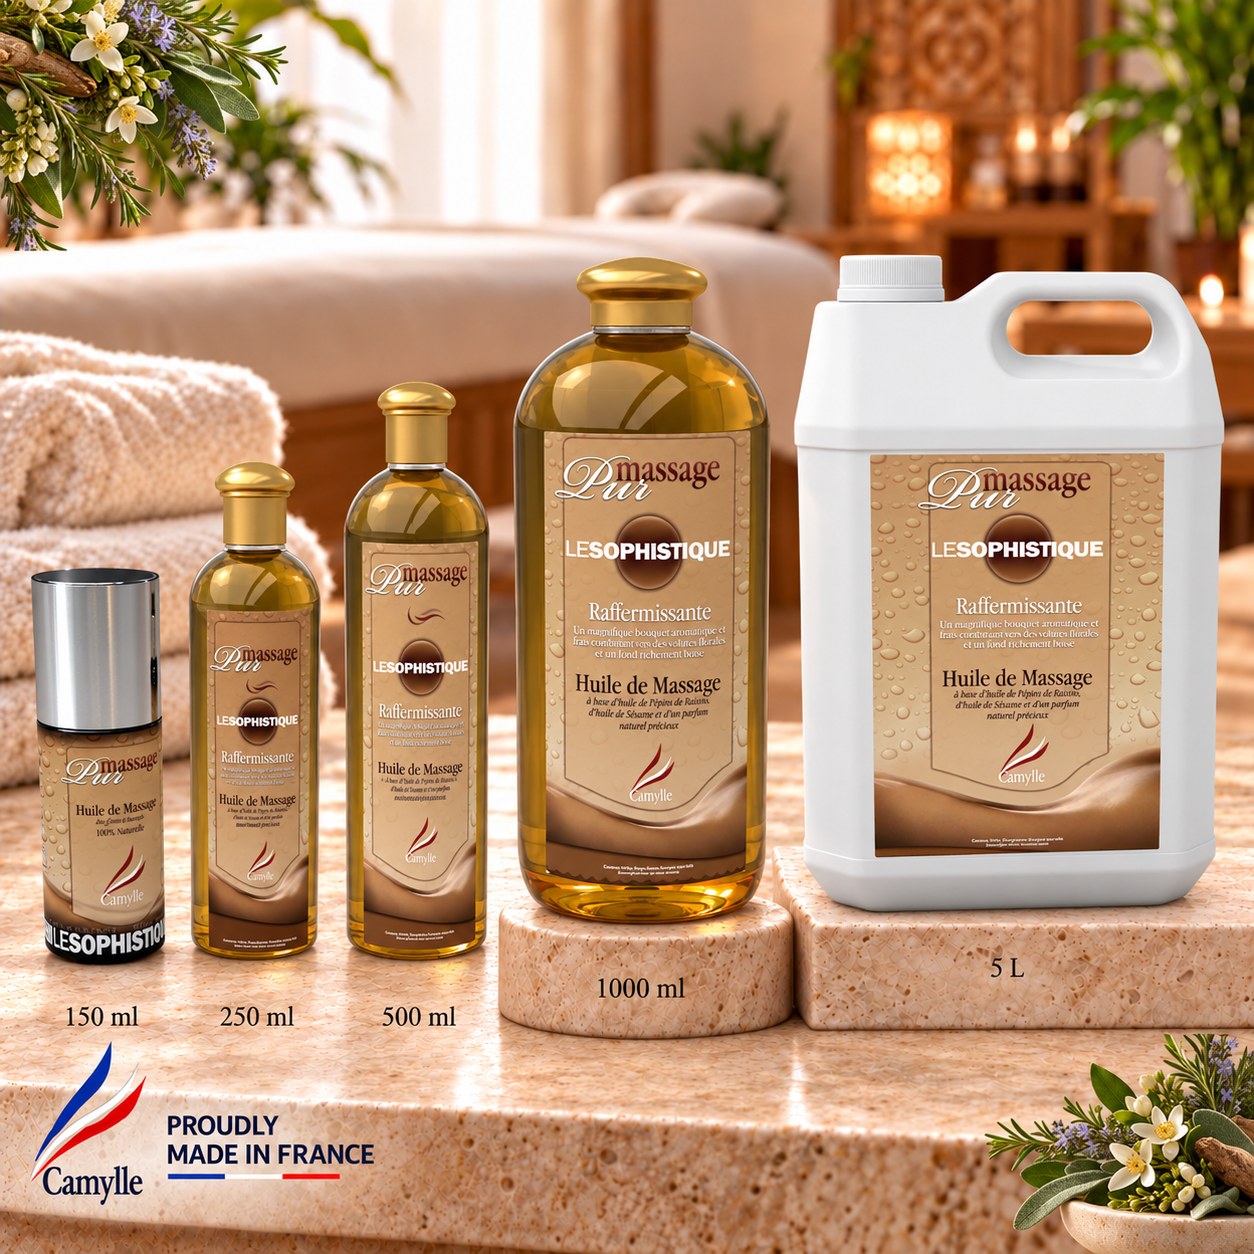 Pur massage
Huile de Massage
100% Naturelle
Camylle
LESOPHISTIQU
Pur massage
LESOPHISTIQUE
Raffermissante
Huile de Massage
Camylle
Pur massage
LESOPHISTIQUE
Raffermissante
Huile de Massage
Camylle
Pur massage
LESOPHISTIQUE
Raffermissante
Un magnifique bouquet aromatique et
frais combinant vers des volutes florales
et un fond richement boisé
Huile de Massage
à base d'huile de Pépins de Raisins,
d'huile de Sésame et d'un parfum
naturel précieux
Camylle
Pur massage
LESOPHISTIQUE
Raffermissante
Un magnifique bouquet aromatique et
frais combinant vers des volutes florales
et un fond richement boisé
Huile de Massage
à base d'huile de Pépins de Raisins,
d'huile de Sésame et d'un parfum
naturel précieux
Camylle
150 ml
250 ml
500 ml
1000 ml
5 L
Camylle
PROUDLY
MADE IN FRANCE